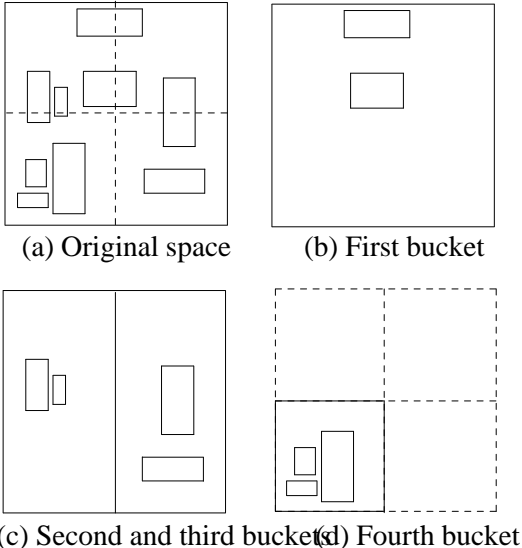 (a) Original space
(b) First bucket
(c) Second and third buckets
(d) Fourth bucket